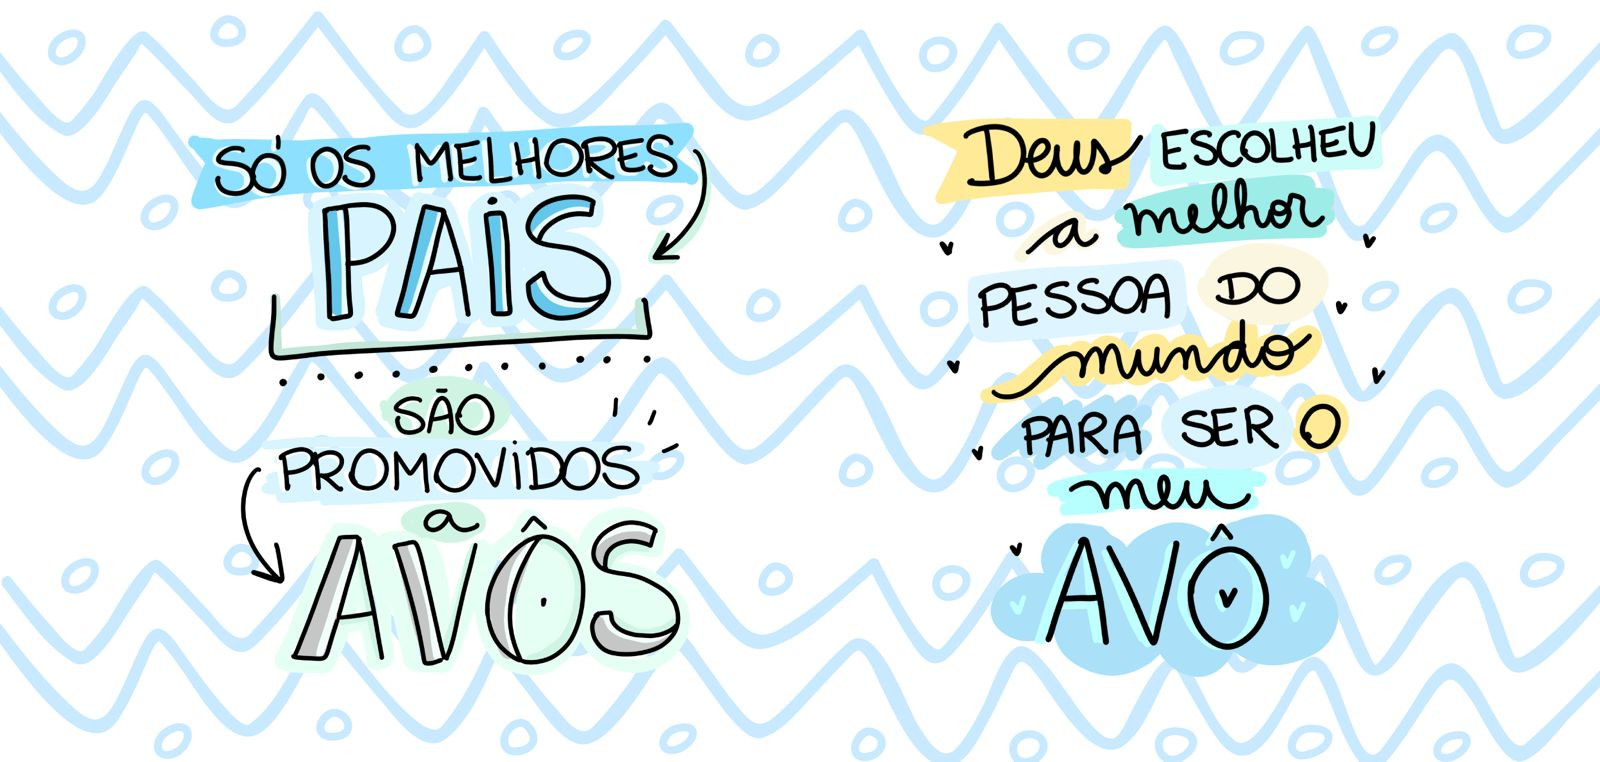 SÓ OS MELHORES
PAIS
SÃO
PROMOVIDOS
a
AVÔS
Deus ESCOLHEU
a melhor
PESSOA DO
mundo
PARA SER O
meu
AVÔ